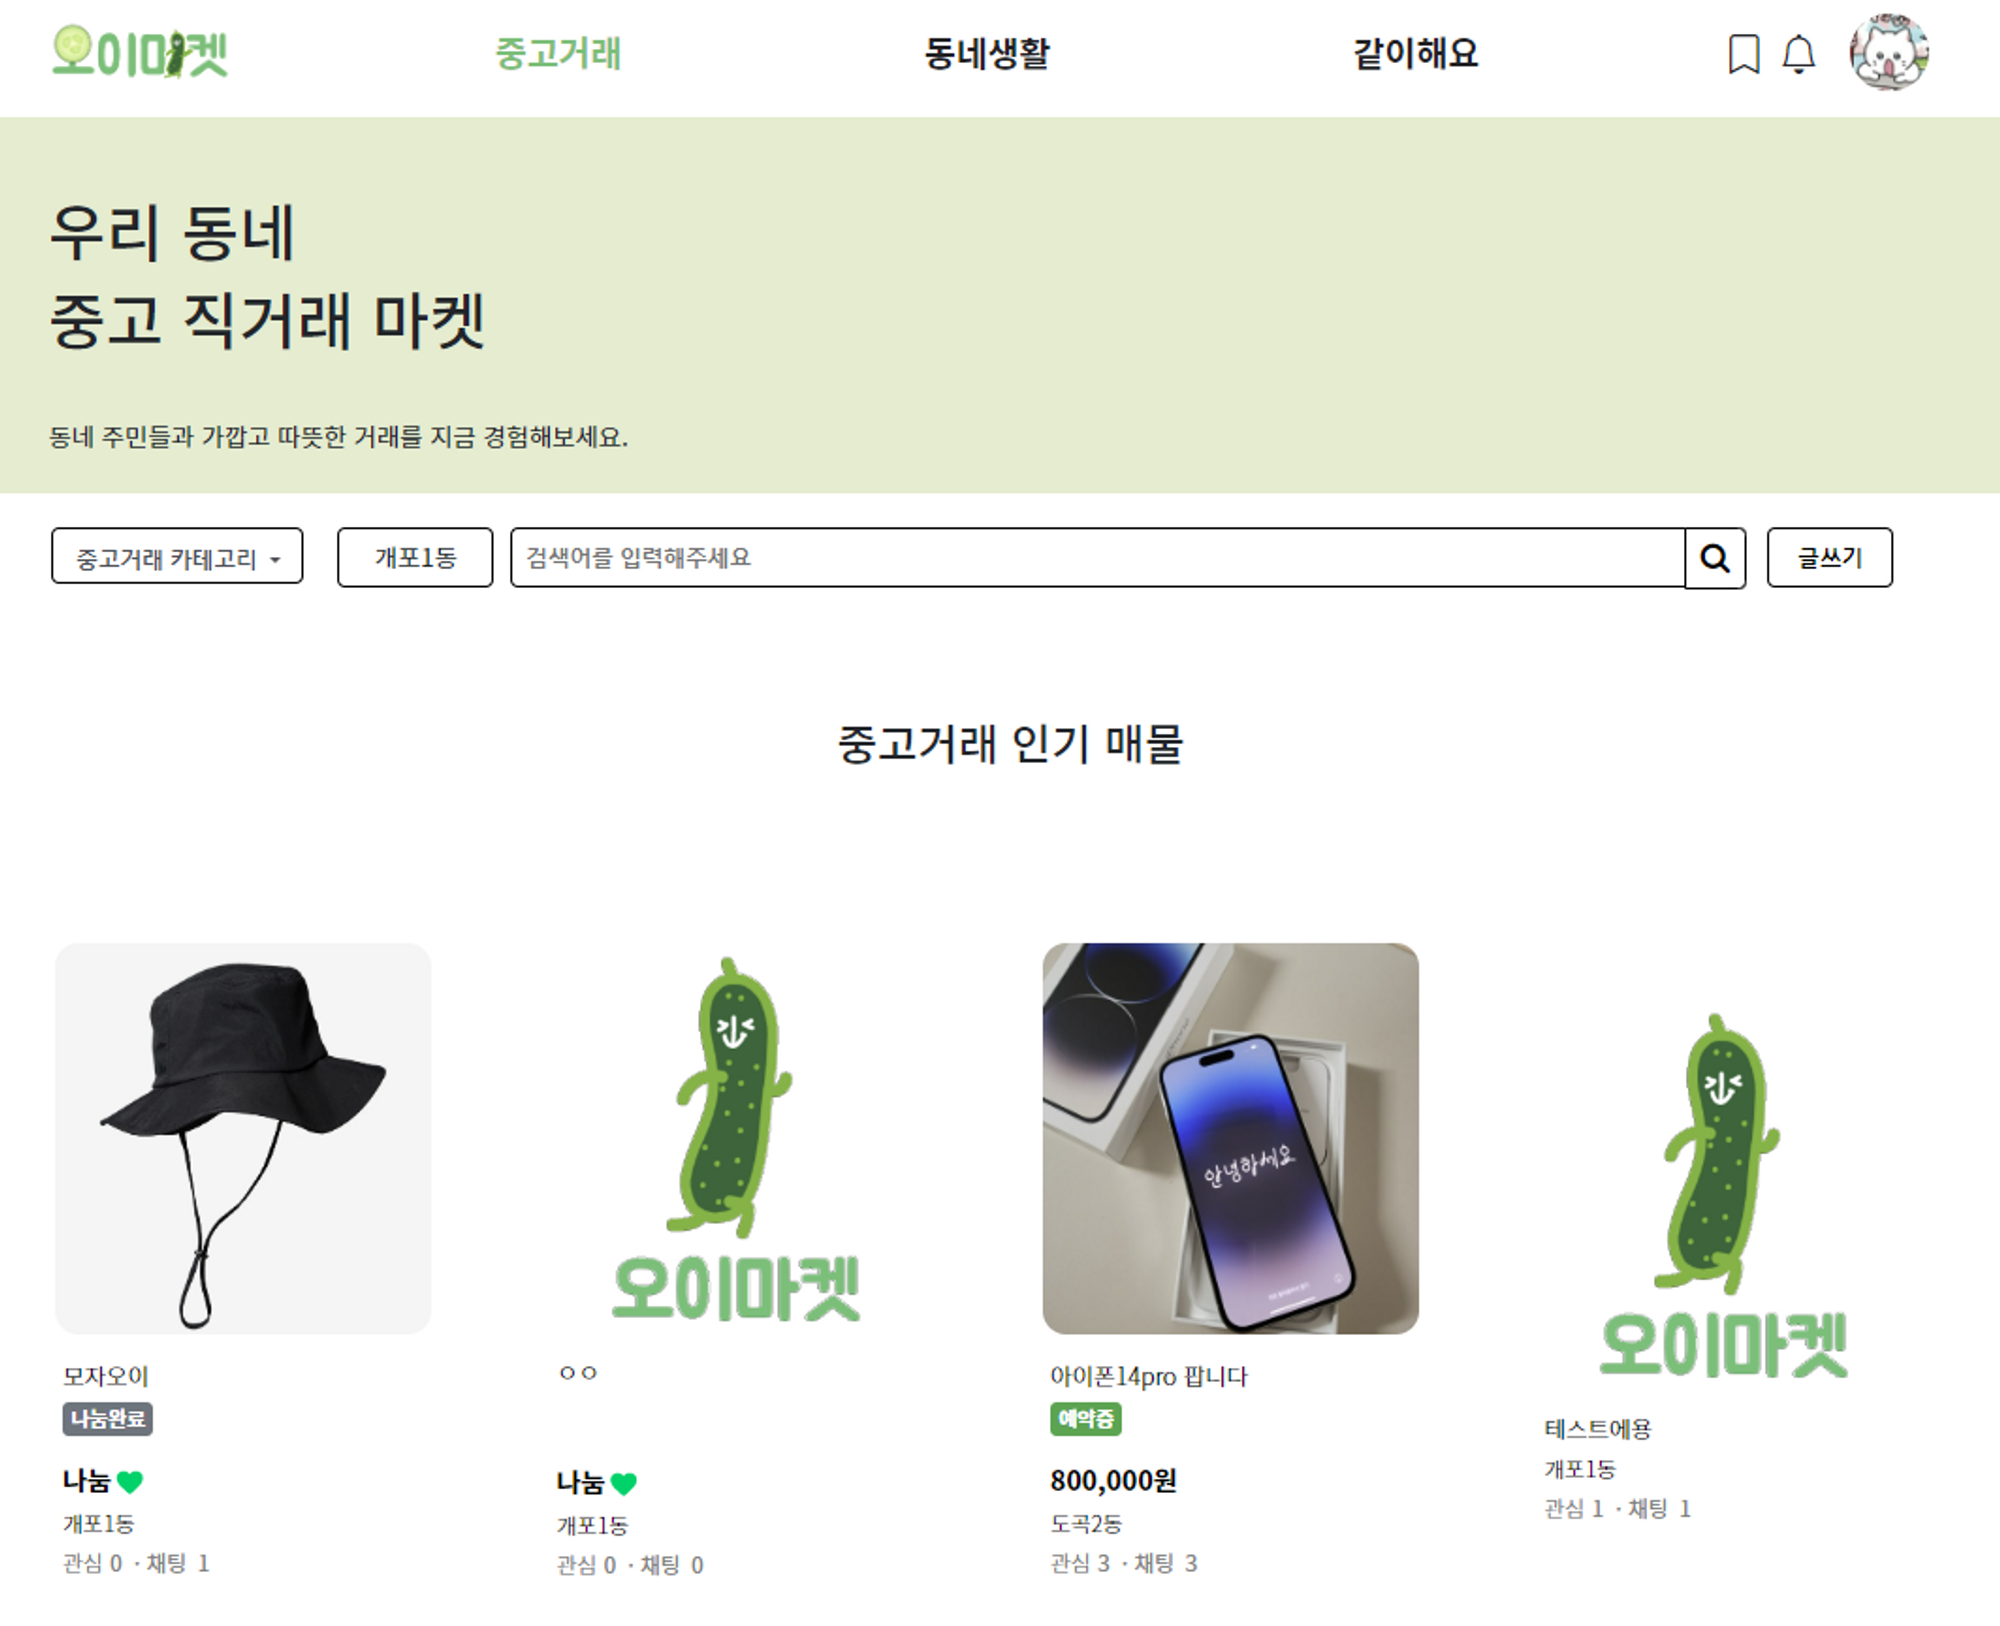 오이마켓
중고거래
동네생활
같이해요
우리 동네
중고 직거래 마켓
동네 주민들과 가깝고 따뜻한 거래를 지금 경험해보세요.
중고거래 카테고리
개포1동
검색어를 입력해주세요
글쓰기
중고거래 인기 매물
모자오이
나눔완료
나눔
개포1동
관심 0 · 채팅 1
오이마켓
ㅇㅇ
나눔
개포1동
관심 0 · 채팅 0
안녕하세요
아이폰14pro 팝니다
예약중
800,000원
도곡2동
관심 3 · 채팅 3
오이마켓
테스트에용
개포1동
관심 1 · 채팅 1